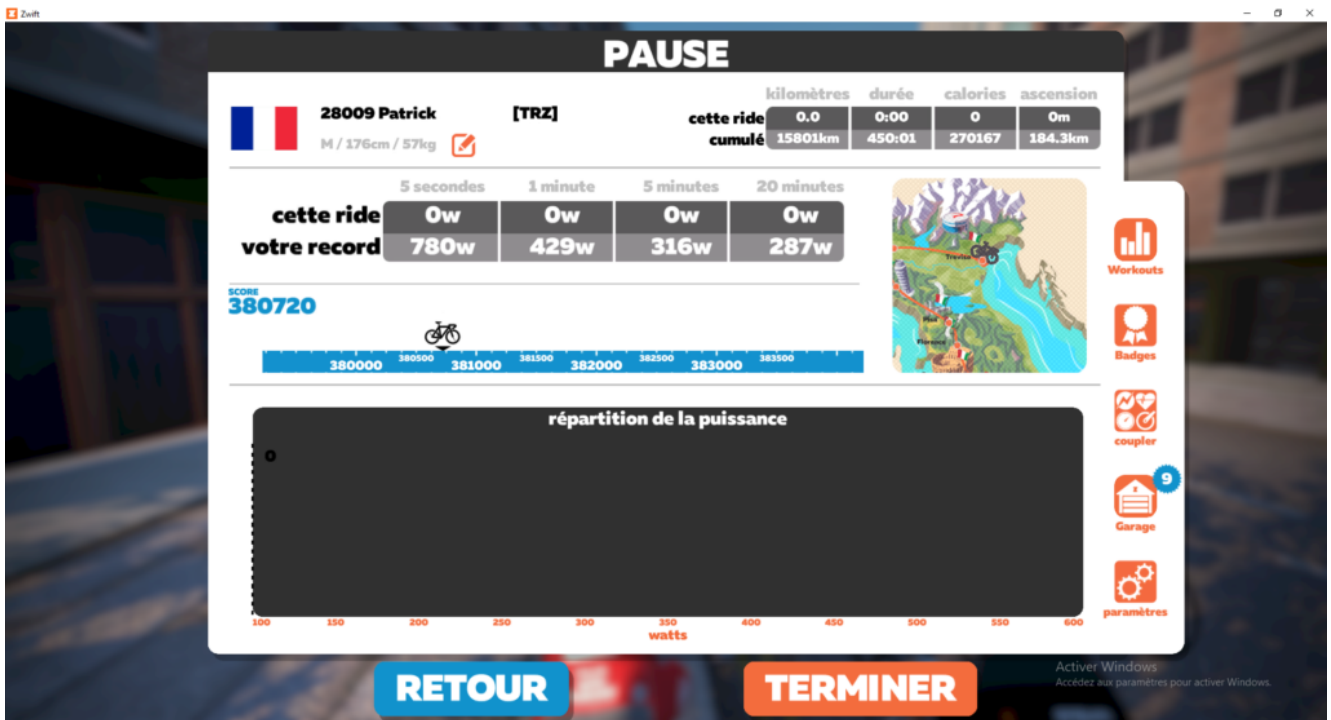 Zwift
PAUSE
28009 Patrick [TRZ]
M / 176cm / 57kg
kilomètres durée calories ascension
cette ride 0.0 0:00 0 0m
cumulé 15801km 450:01 270167 184.3km
5 secondes 1 minute 5 minutes 20 minutes
cette ride 0w 0w 0w 0w
votre record 780w 429w 316w 287w
SCORE
380720
380500 381500 382500 383500
380000 381000 382000 383000
Treviso
Pisa
Florence
répartition de la puissance
0
100 150 200 250 300 350 400 450 500 550 600
watts
Workouts
Badges
coupler
9
Garage
paramètres
RETOUR
TERMINER
Activer Windows
Accédez aux paramètres pour activer Windows.